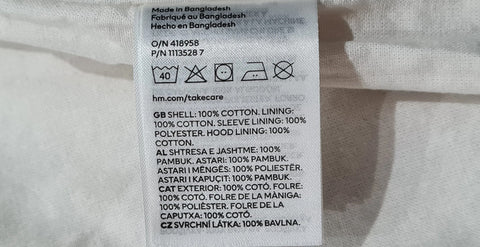 Made in Bangladesh
Fabriqué au Bangladesh
Hecho en Bangladesh
O/N 418958
P/N 1113528 7
40
hm.com/takecare
GB SHELL: 100% COTTON. LINING:
100% COTTON. SLEEVE LINING: 100%
POLYESTER. HOOD LINING: 100%
COTTON.
AL SHTRESA E JASHTME: 100%
PAMBUK. ASTARI: 100% PAMBUK.
ASTARI I MËNGËS: 100% POLIESTËR.
ASTARI I KAPUÇIT: 100% PAMBUK.
CAT EXTERIOR: 100% COTÓ. FOLRE:
100% COTÓ. FOLRE DE LA MÀNIGA:
100% POLIÈSTER. FOLRE DE LA
CAPUTXA: 100% COTÓ.
CZ SVRCHNÍ LÁTKA: 100% BAVLNA.